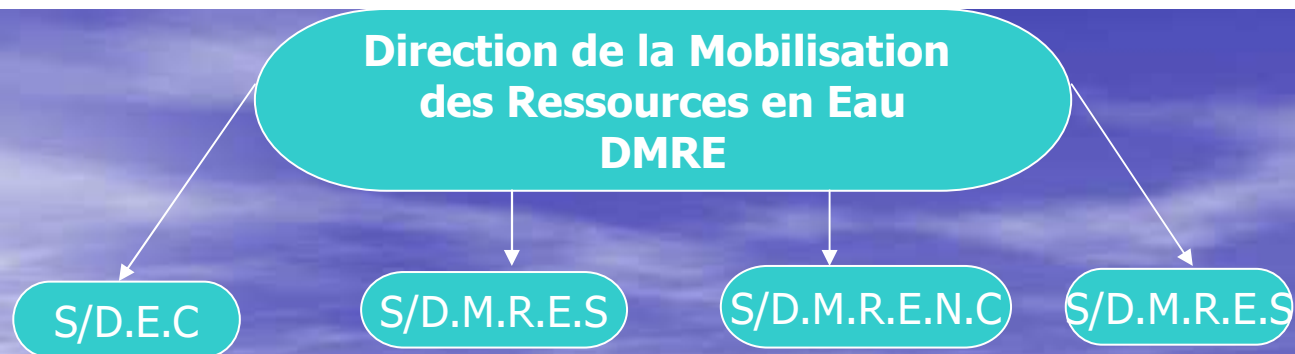 Direction de la Mobilisation
des Ressources en Eau
DMRE
S/D.E.C
S/D.M.R.E.S
S/D.M.R.E.N.C
S/D.M.R.E.S